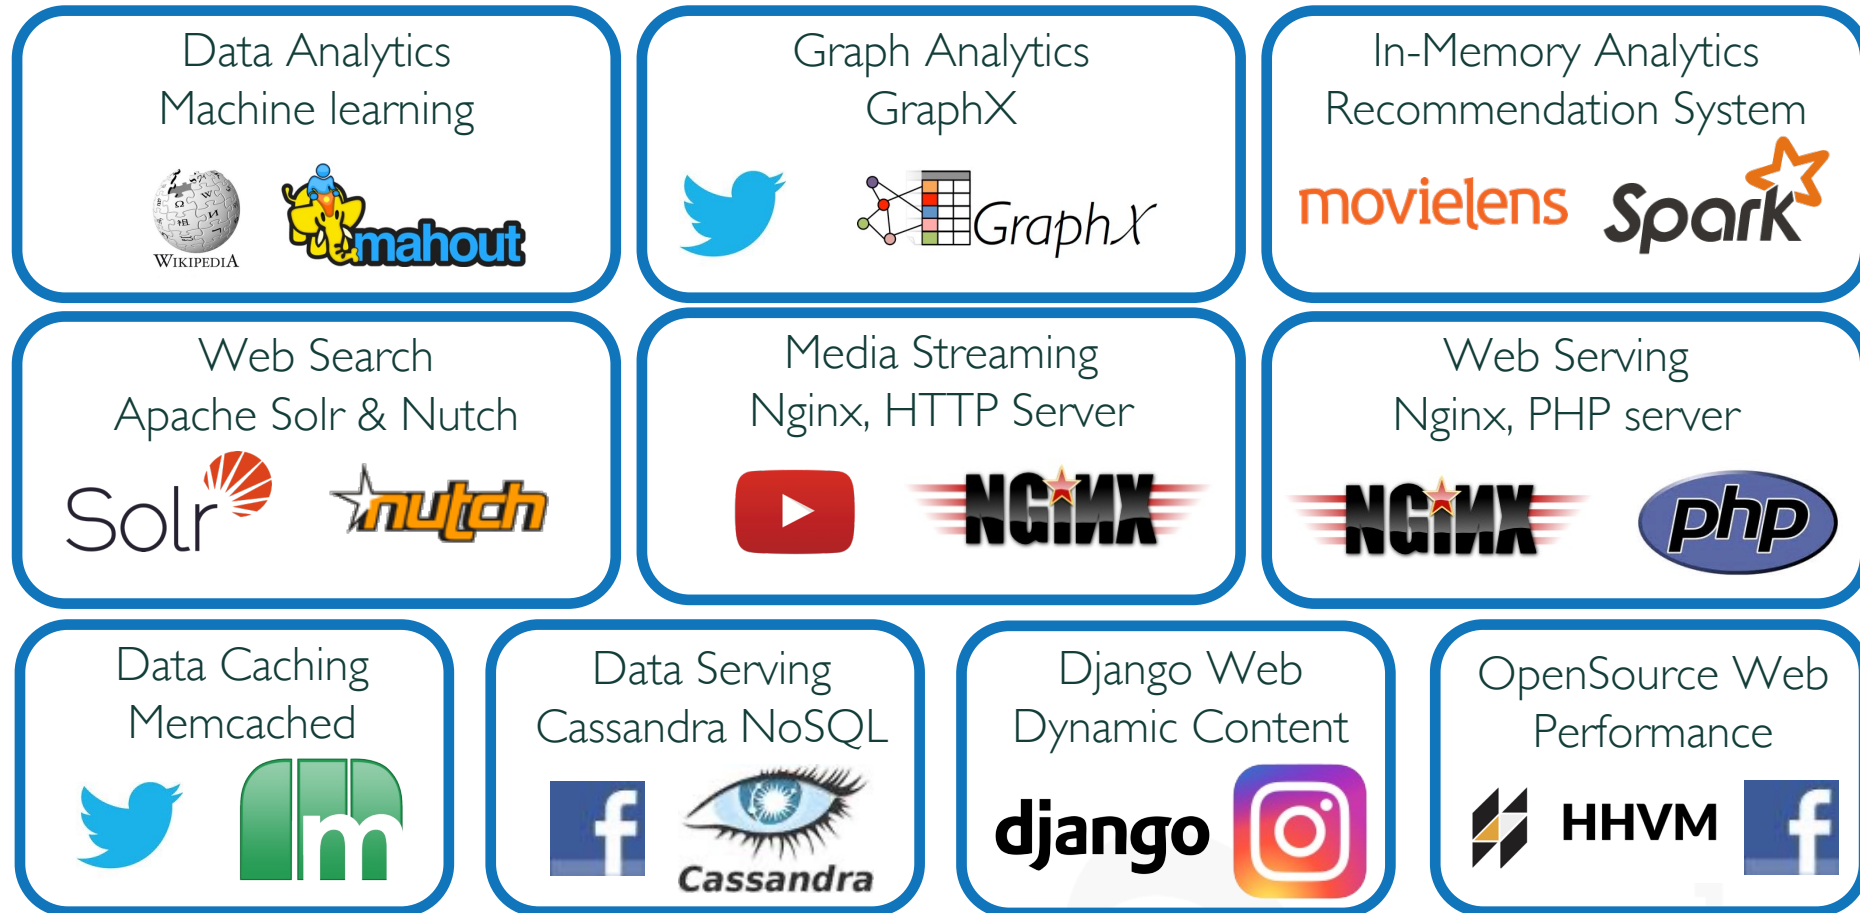 Data Analytics
Machine learning
WIKIPEDIA
mahout
Graph Analytics
GraphX
GraphX
In-Memory Analytics
Recommendation System
movielens
Spark
Web Search
Apache Solr & Nutch
Solr
nutch
Media Streaming
Nginx, HTTP Server
NGINX
Web Serving
Nginx, PHP server
NGINX
php
Data Caching
Memcached
m
Data Serving
Cassandra NoSQL
f
Cassandra
Django Web
Dynamic Content
django
OpenSource Web
Performance
HHVM
f